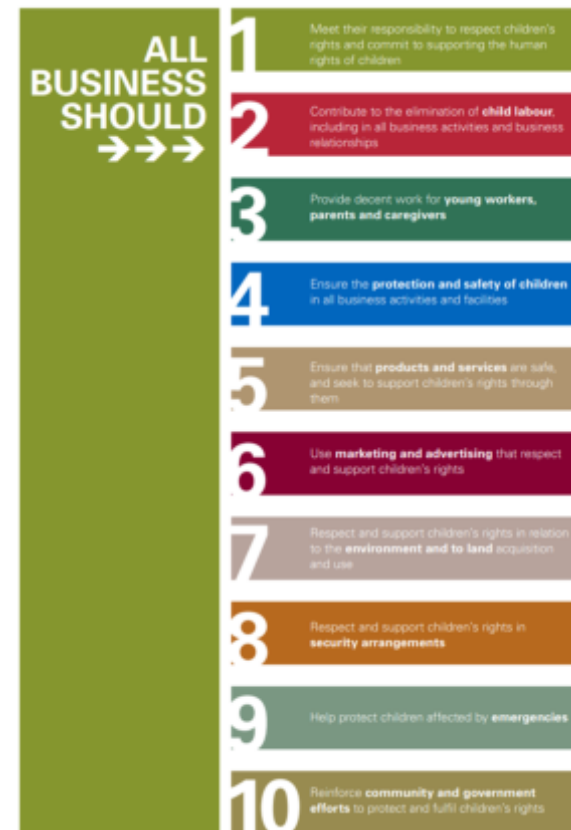 ALL
BUSINESS
SHOULD
→→→
1
Meet their responsibility to respect children's
rights and commit to supporting the human
rights of children
2
Contribute to the elimination of child labour,
including in all business activities and business
relationships
3
Provide decent work for young workers,
parents and caregivers
4
Ensure the protection and safety of children
in all business activities and facilities
5
Ensure that products and services are safe,
and seek to support children's rights through
them
6
Use marketing and advertising that respect
and support children's rights
7
Respect and support children's rights in relation
to the environment and to land acquisition
and use
8
Respect and support children's rights in
security arrangements
9
Help protect children affected by emergencies
10
Reinforce community and government
efforts to protect and fulfil children's rights